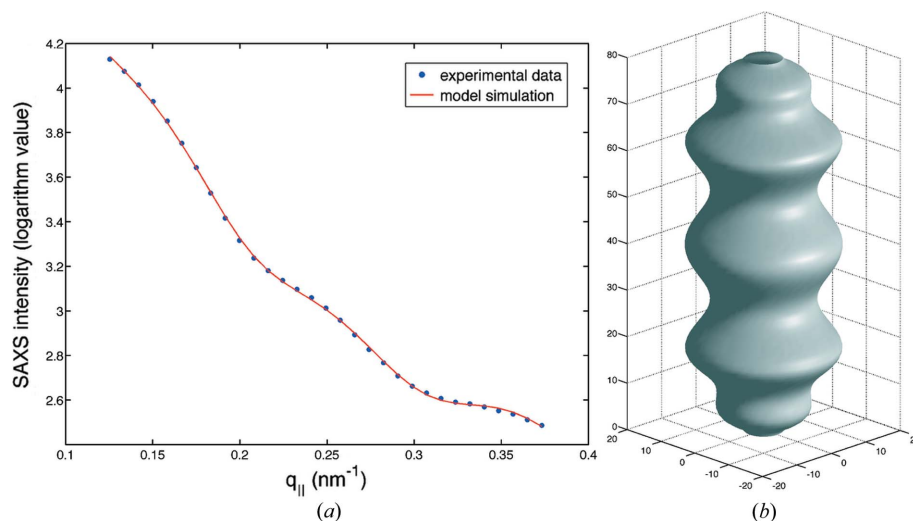 4.2
4
3.8
3.6
3.4
3.2
3
2.8
2.6
SAXS intensity (logarithm value)
experimental data
model simulation
0.1 0.15 0.2 0.25 0.3 0.35 0.4
q|| (nm-1)
(a)
80
70
60
50
40
30
20
10
0
20 10 0 -10 -20
-20 -10 0 10
(b)